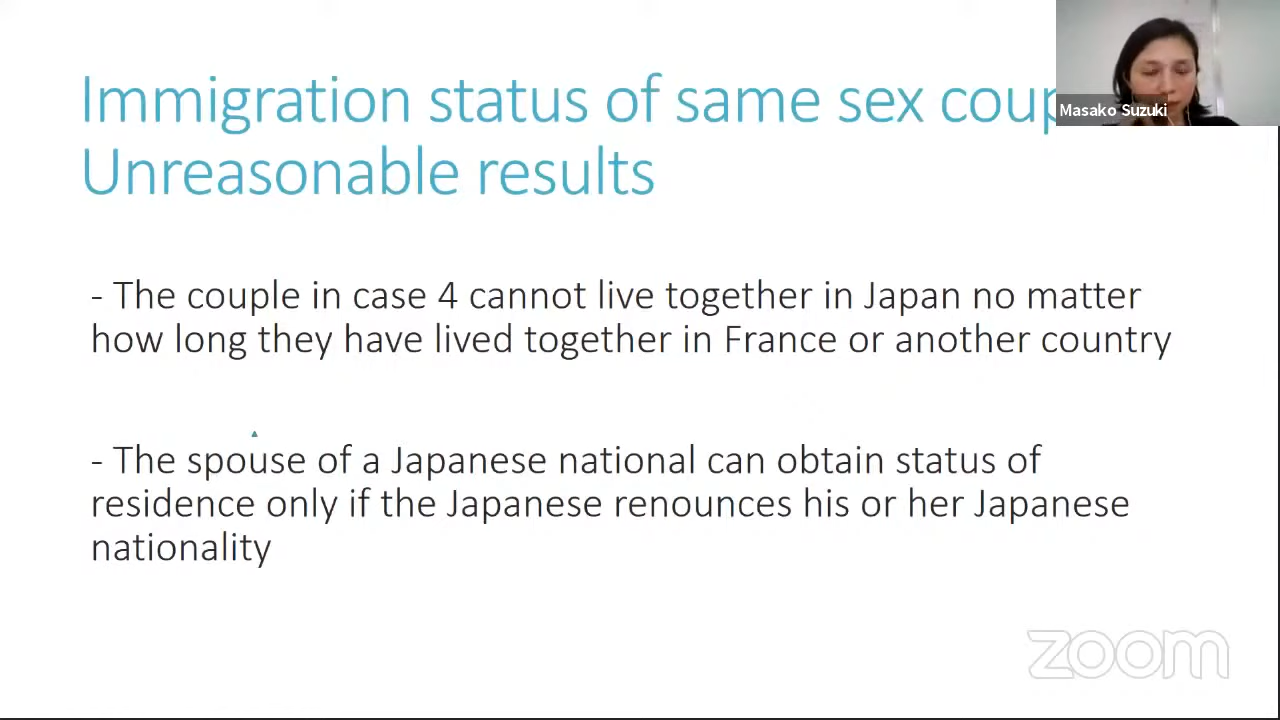 Immigration status of same sex
Unreasonable results
Masako Suzuki
- The couple in case 4 cannot live together in Japan no matter
how long they have lived together in France or another country
- The spouse of a Japanese national can obtain status of
residence only if the Japanese renounces his or her Japanese
nationality
zoom